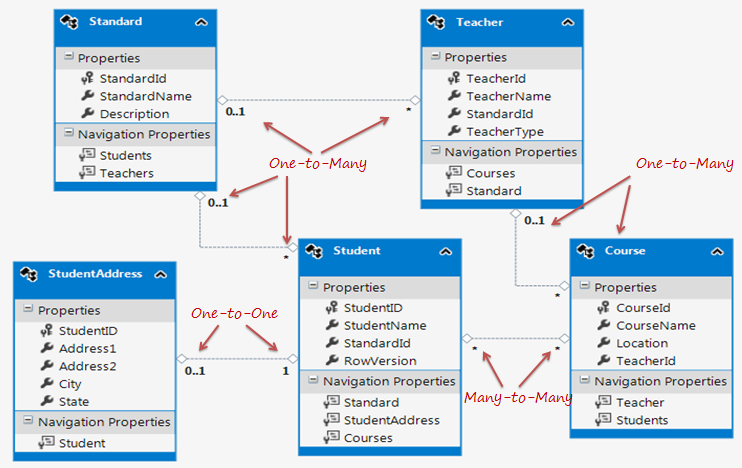 Standard
Properties
StandardId
StandardName
Description
Navigation Properties
Students
Teachers
Teacher
Properties
TeacherId
TeacherName
StandardId
TeacherType
Navigation Properties
Courses
Standard
0..1
*
One-to-Many
0..1
*
One-to-Many
0..1
*
StudentAddress
Properties
StudentID
Address1
Address2
City
State
Navigation Properties
Student
One-to-One
0..1
1
Student
Properties
StudentID
StudentName
StandardId
RowVersion
Navigation Properties
Standard
StudentAddress
Courses
*
*
Many-to-Many
Course
Properties
CourseId
CourseName
Location
TeacherId
Navigation Properties
Teacher
Students